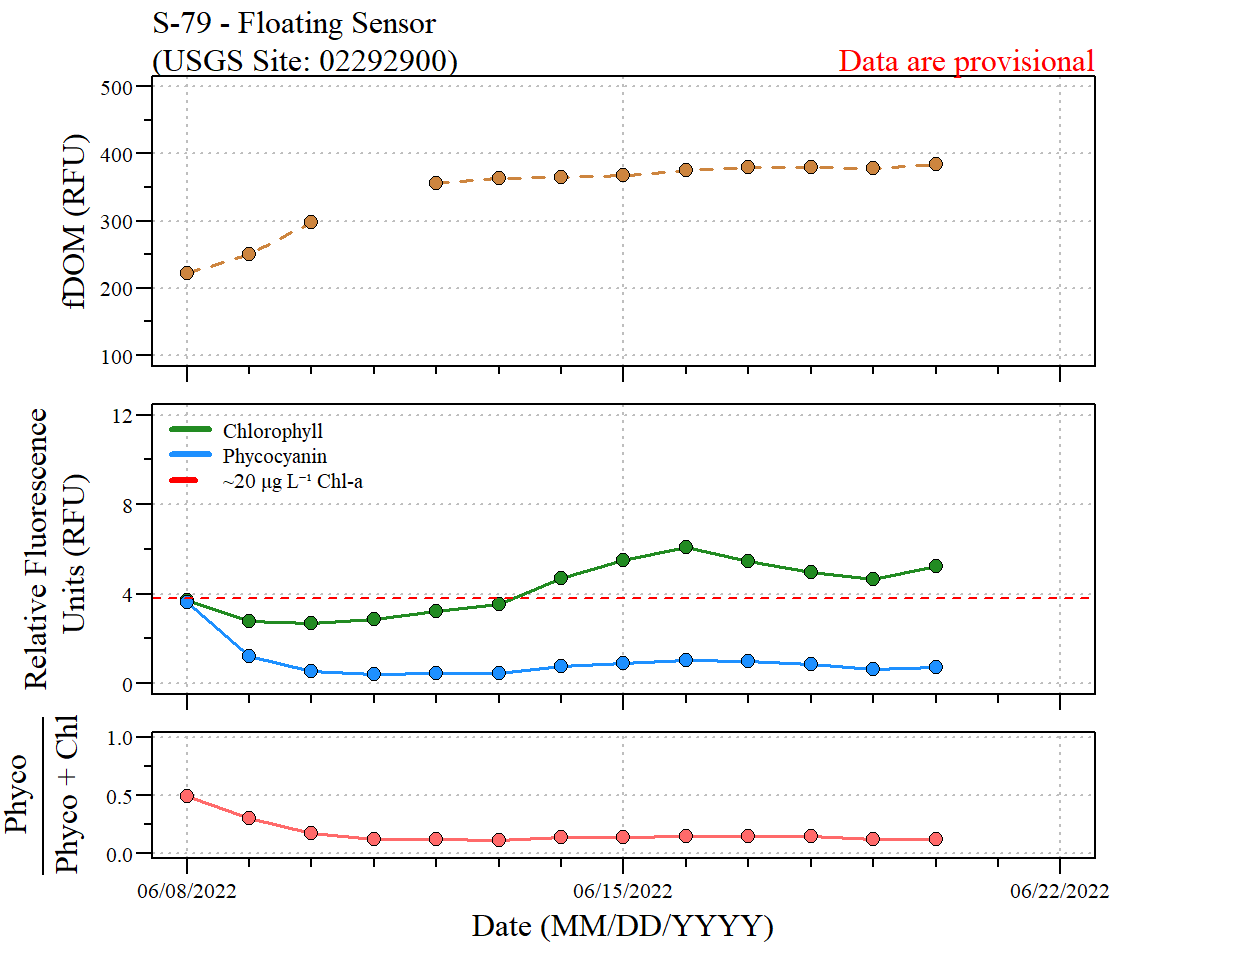 S-79 - Floating Sensor
(USGS Site: 02292900)
Data are provisional
fDOM (RFU)
500
400
300
200
100
Relative Fluorescence
Units (RFU)
12
8
4
0
Chlorophyll
Phycocyanin
~20 µg L⁻¹ Chl-a
Phyco
Phyco + Chl
1.0
0.5
0.0
06/08/2022
06/15/2022
06/22/2022
Date (MM/DD/YYYY)